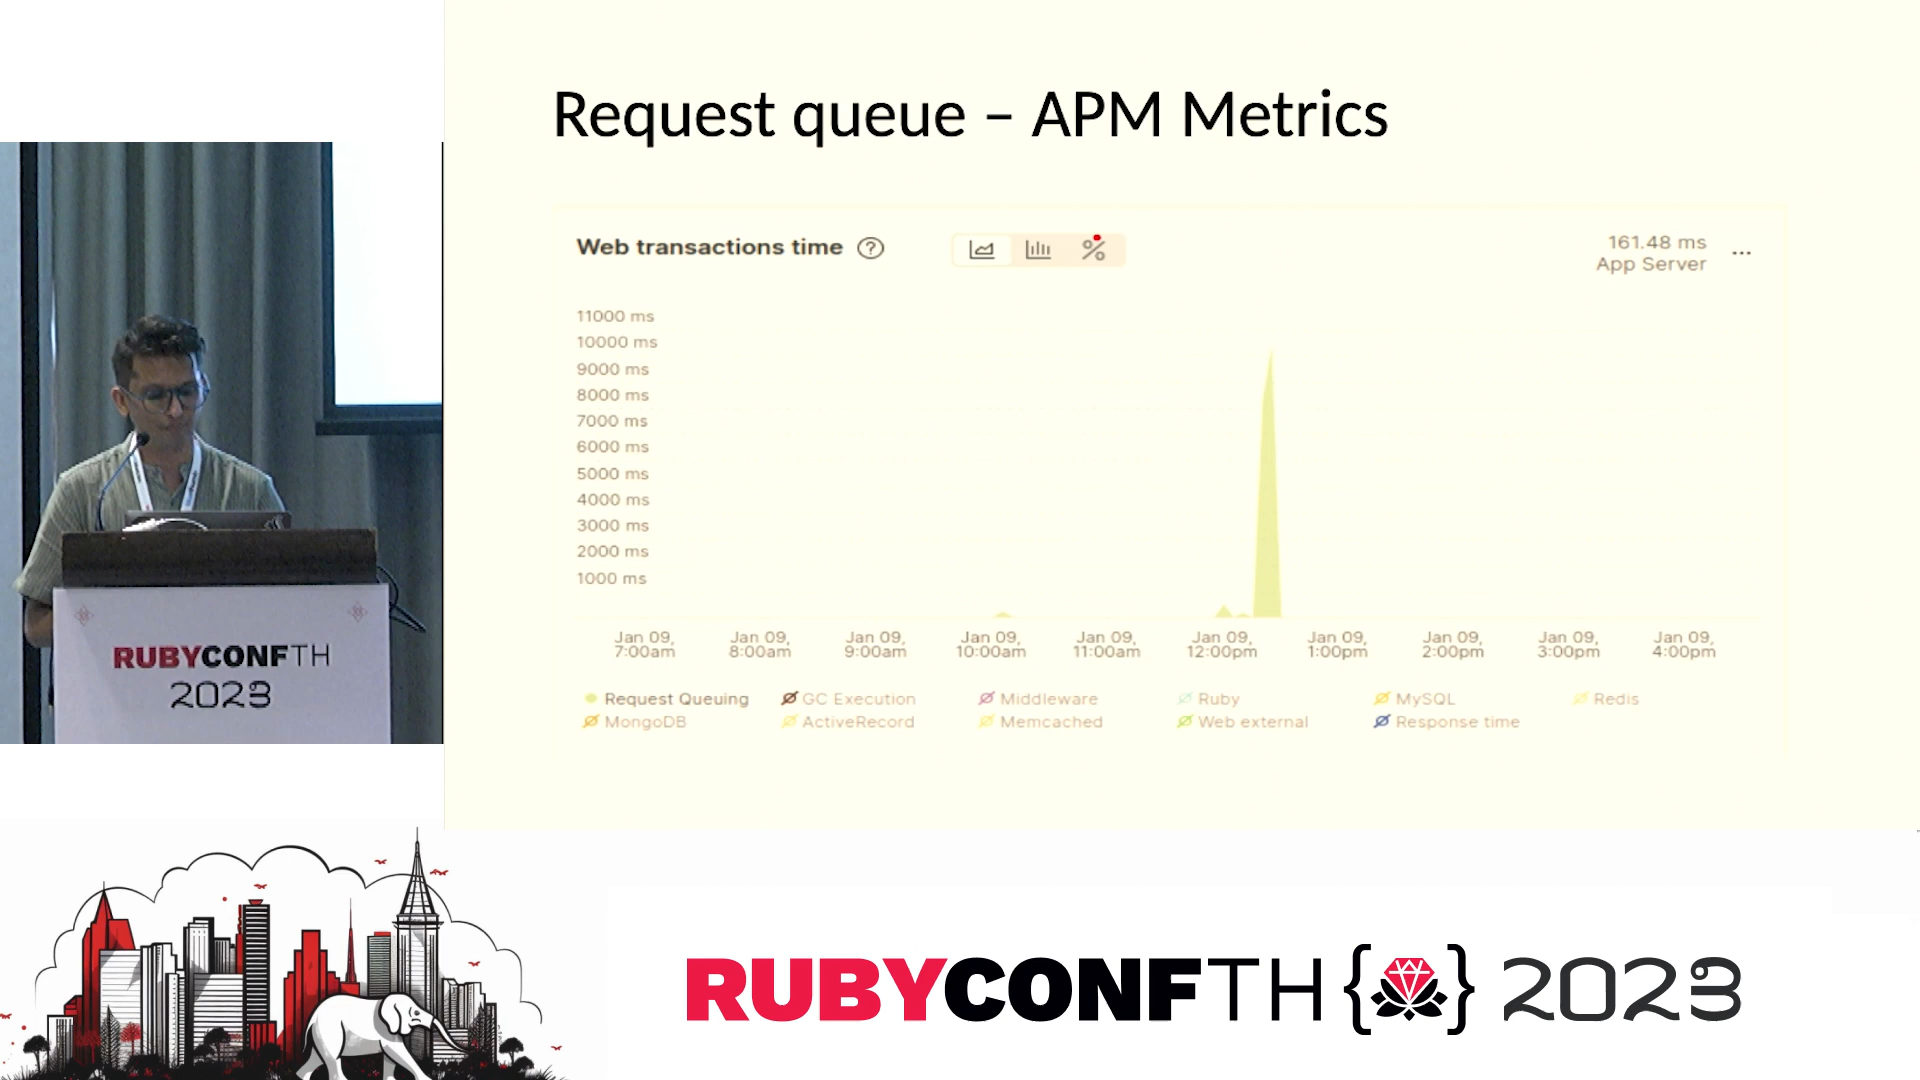 Request queue – APM Metrics
Web transactions time ?
161.48 ms ...
App Server
11000 ms
10000 ms
9000 ms
8000 ms
7000 ms
6000 ms
5000 ms
4000 ms
3000 ms
2000 ms
1000 ms
Jan 09, Jan 09, Jan 09, Jan 09, Jan 09, Jan 09, Jan 09, Jan 09, Jan 09, Jan 09,
7:00am 8:00am 9:00am 10:00am 11:00am 12:00pm 1:00pm 2:00pm 3:00pm 4:00pm
Request Queuing GC Execution Middleware Ruby MySQL Redis
MongoDB ActiveRecord Memcached Web external Response time
RUBYCONFTH
2023
RUBYCONFTH {} 2023